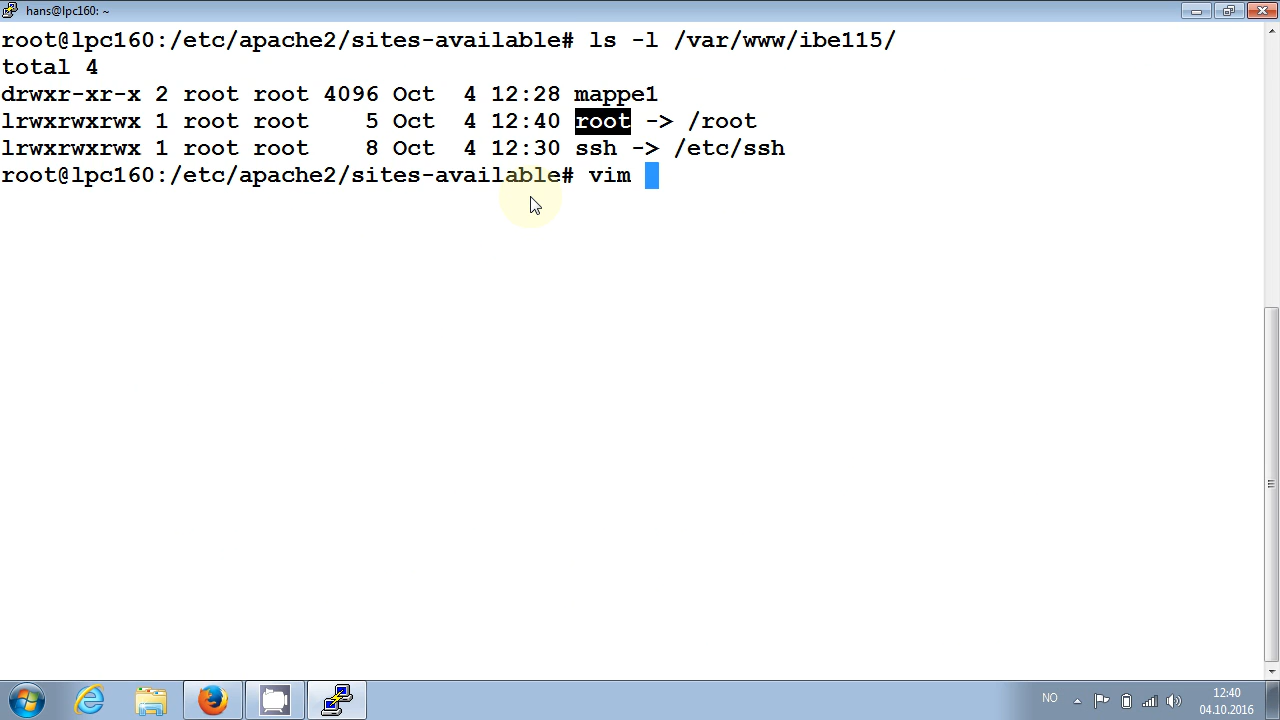 hans@lpc160: ~
root@lpc160:/etc/apache2/sites-available# ls -l /var/www/ibe115/
total 4
drwxr-xr-x 2 root root 4096 Oct  4 12:28 mappe1
lrwxrwxrwx 1 root root    5 Oct  4 12:40 root -> /root
lrwxrwxrwx 1 root root    8 Oct  4 12:30 ssh -> /etc/ssh
root@lpc160:/etc/apache2/sites-available# vim
NO
12:40
04.10.2016